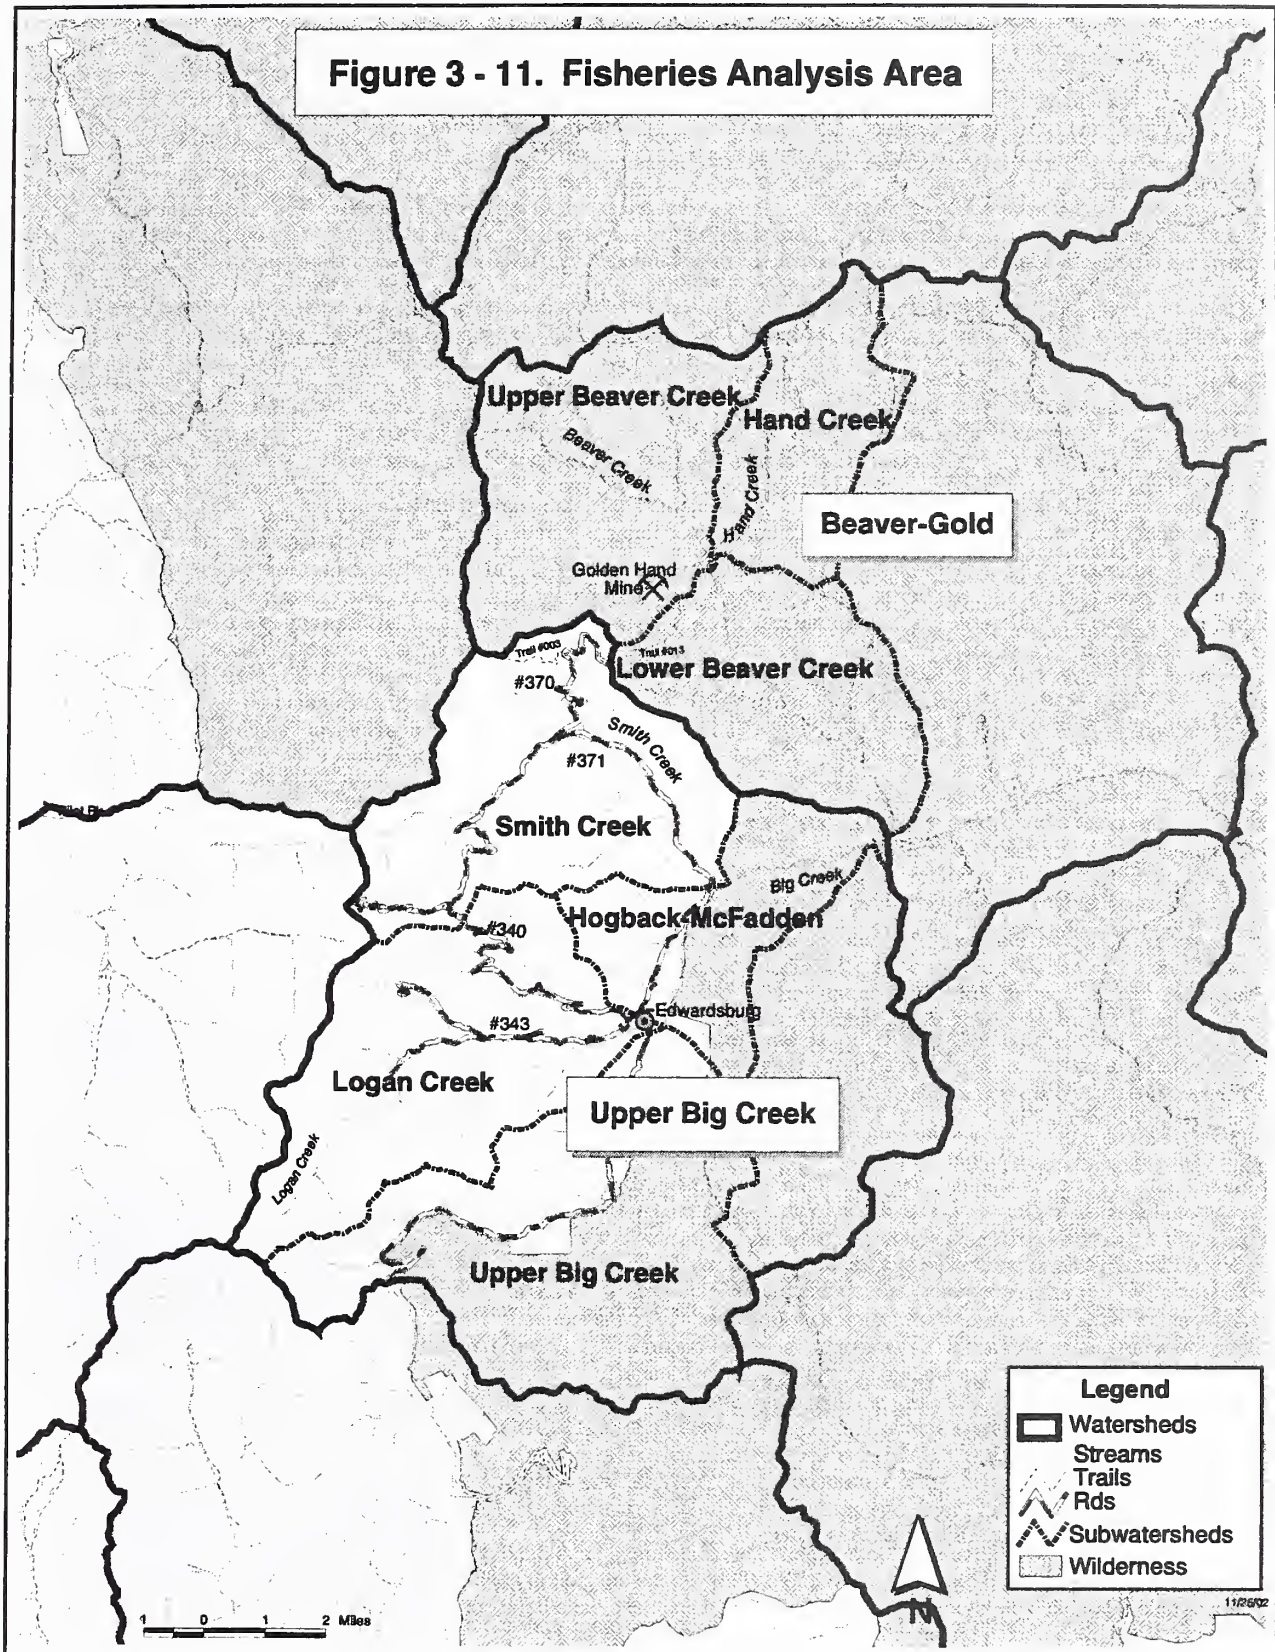 Figure 3 - 11. Fisheries Analysis Area
Upper Beaver Creek
Hand Creek
Beaver Creek
Hand Creek
Beaver-Gold
Golden Hand
Mine
Trail #003
Trail #013
Lower Beaver Creek
#370
Smith Creek
#371
Smith Creek
Big Creek
Hogback-McFadden
#340
Edwardsburg
#343
Logan Creek
Upper Big Creek
Logan Creek
Upper Big Creek
Legend
Watersheds
Streams
Trails
Rds
Subwatersheds
Wilderness
N
1 0 1 2 Miles
11/26/02